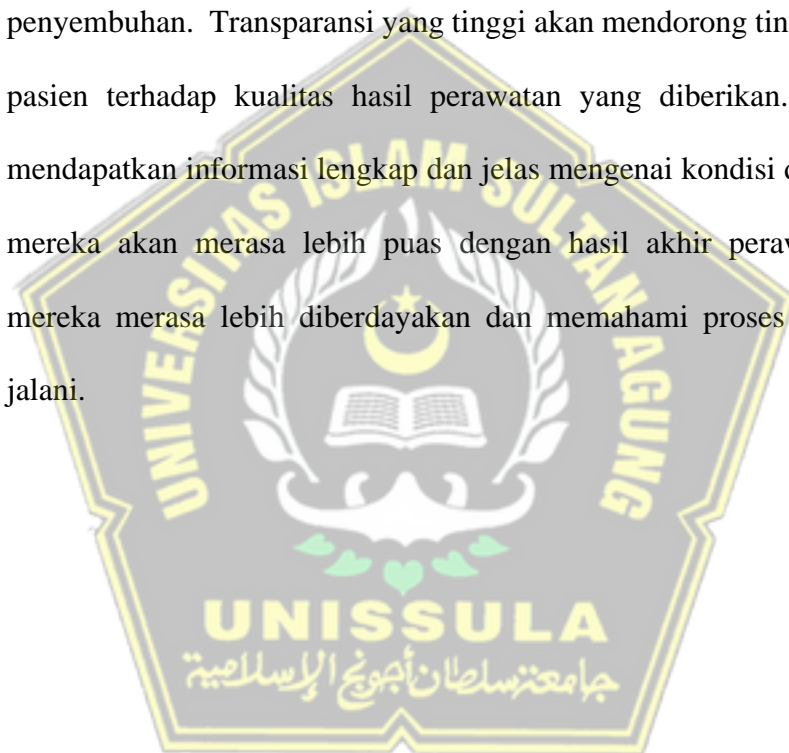 penyembuhan. Transparansi yang tinggi akan mendorong
pasien terhadap kualitas hasil perawatan yang diberikan.
mendapatkan informasi lengkap dan jelas mengenai kondisi
mereka akan merasa lebih puas dengan hasil akhir
mereka merasa lebih diberdayakan dan memahami proses
jalani.
UNIVERSITAS ISLAM SULTAN AGUNG
UNISSULA
جامعة سلطان أجونج الإسلامية